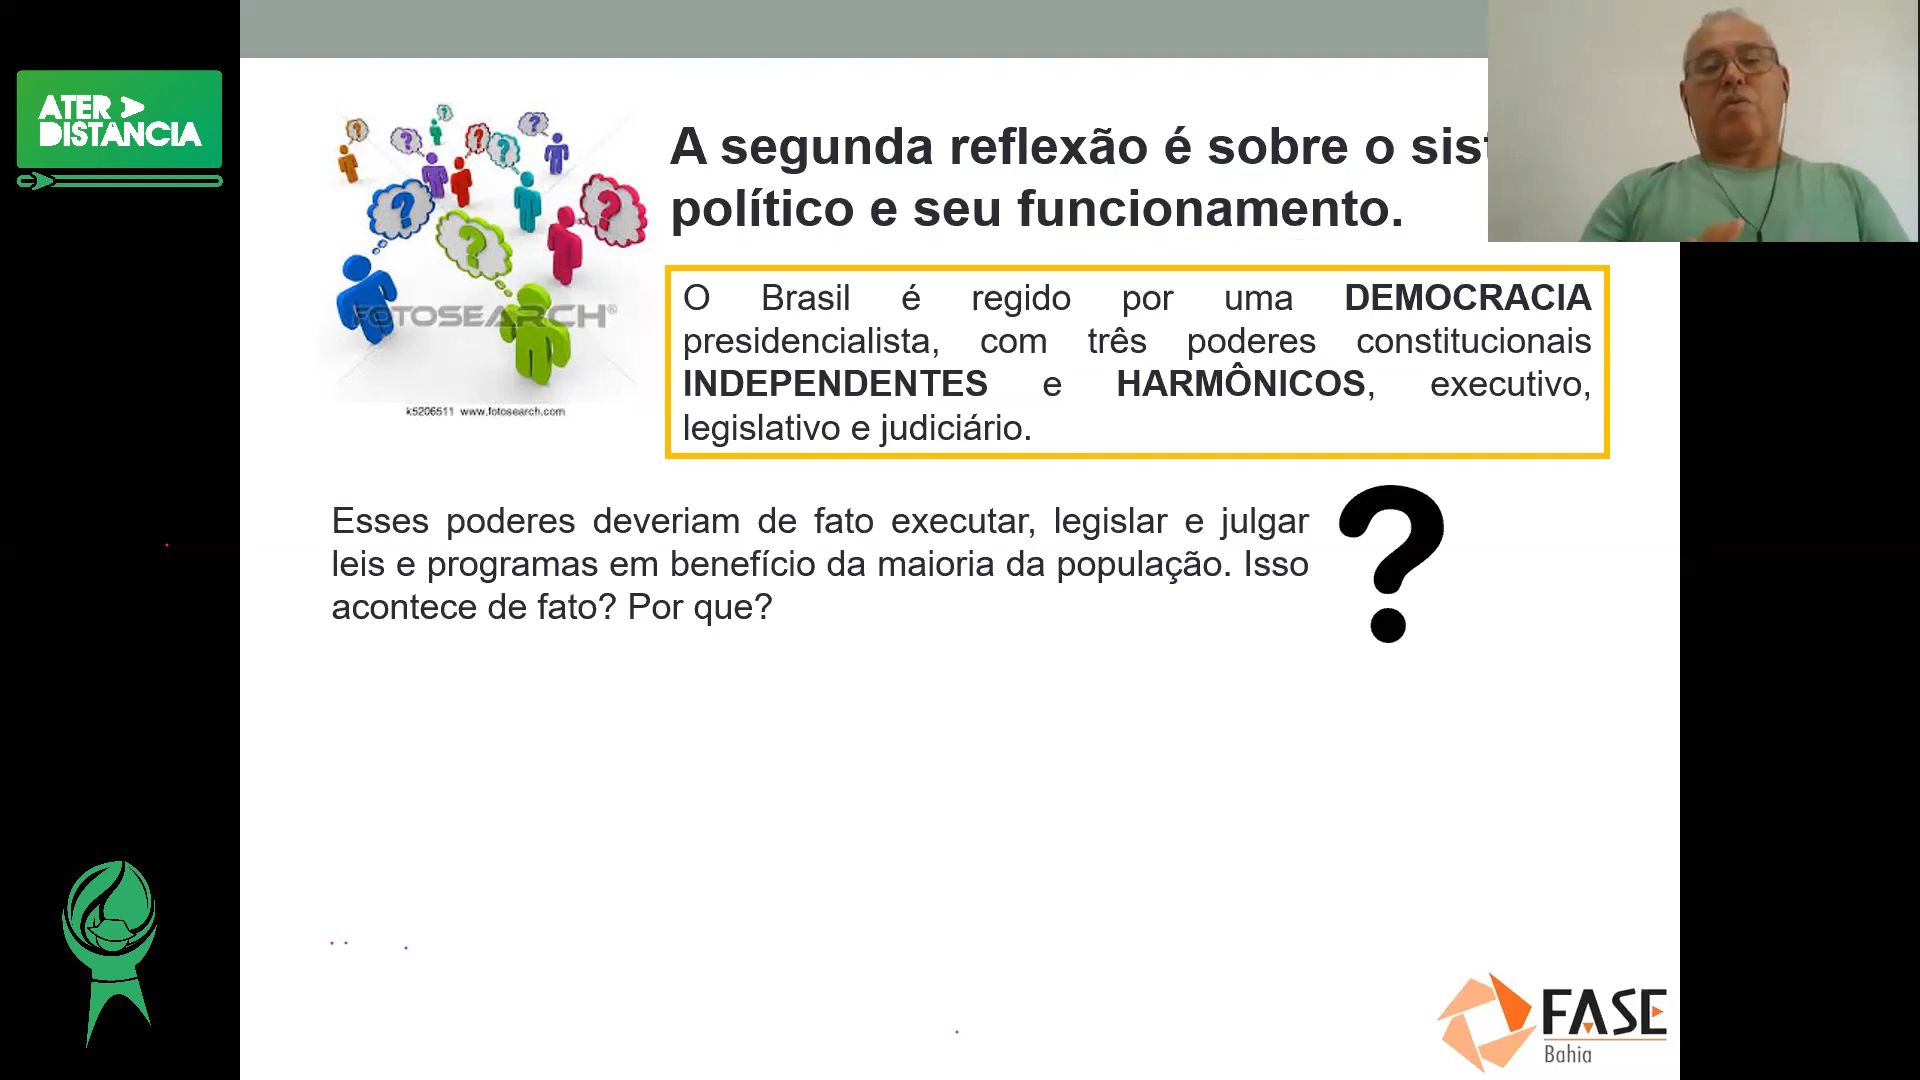 ATER
DISTANCIA
A segunda reflexão é sobre o sis
político e seu funcionamento.
O Brasil é regido por uma DEMOCRACIA
presidencialista, com três poderes constitucionais
INDEPENDENTES e HARMÔNICOS, executivo,
legislativo e judiciário.
FOTOSEARCH®
k5206511 www.fotosearch.com
Esses poderes deveriam de fato executar, legislar e julgar
leis e programas em benefício da maioria da população. Isso
acontece de fato? Por que?
?
FASE
Bahia